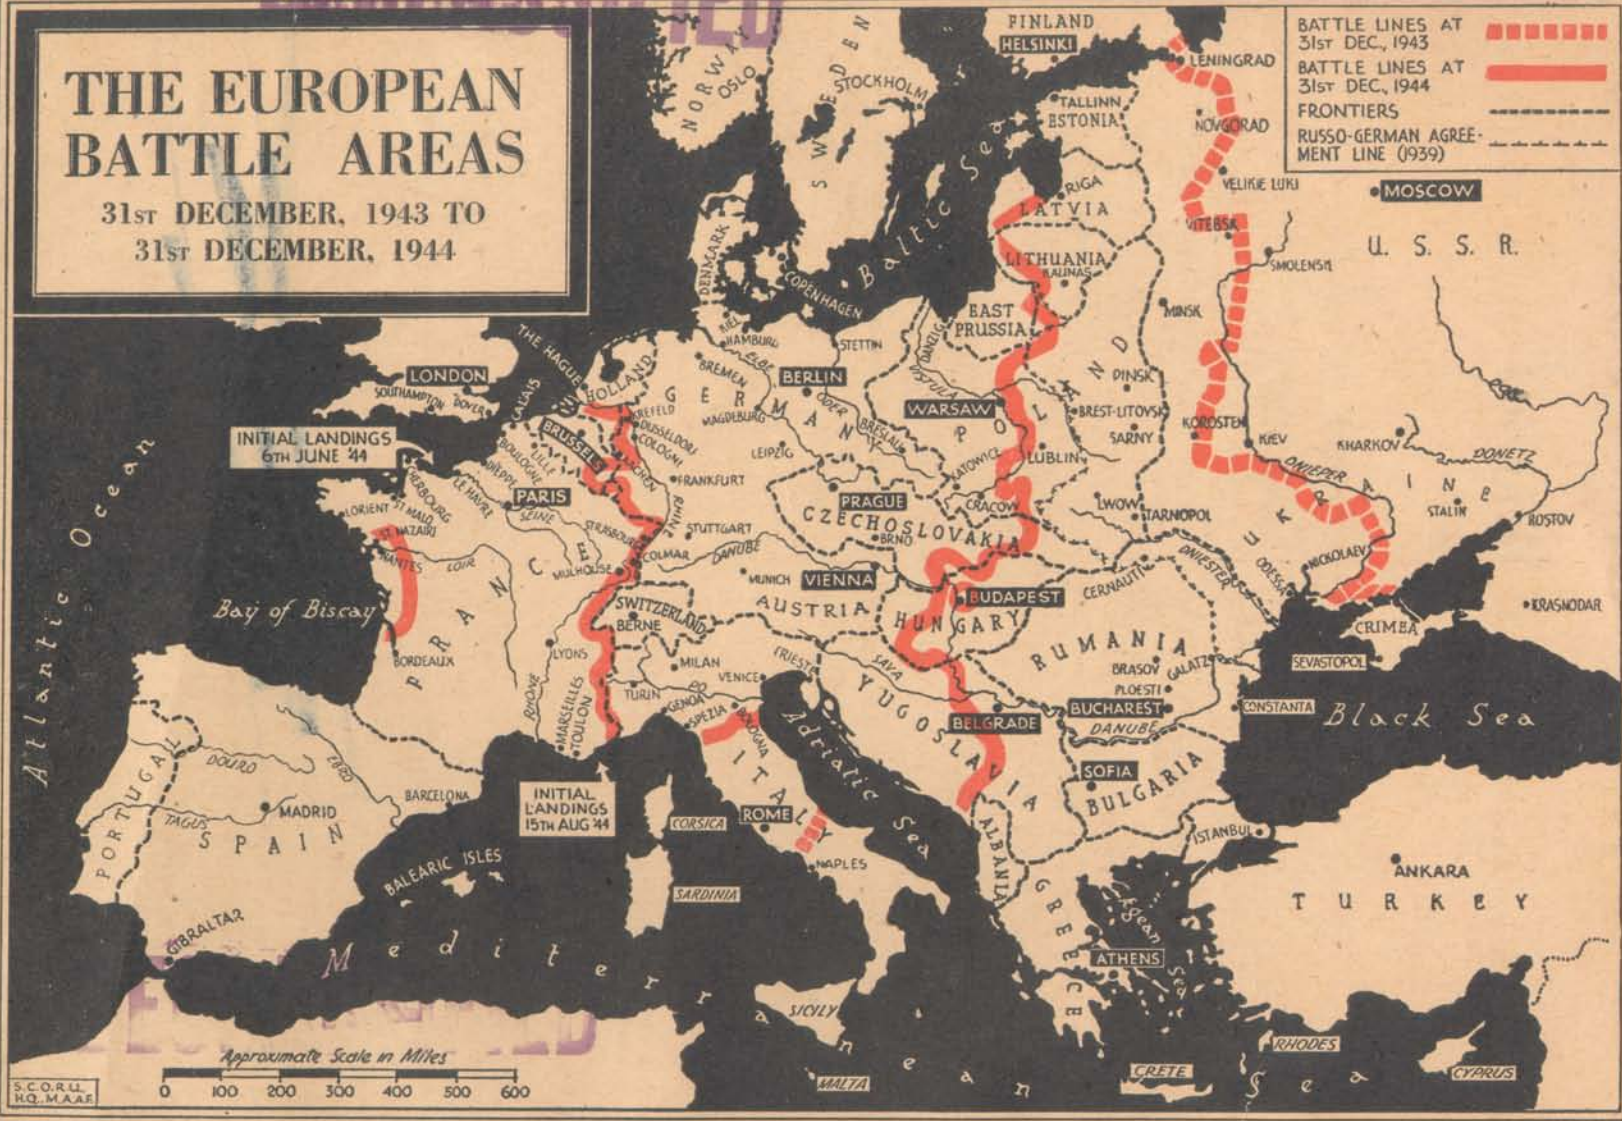 THE EUROPEAN
BATTLE AREAS
31ST DECEMBER, 1943 TO
31ST DECEMBER, 1944
BATTLE LINES AT
31ST DEC., 1943
BATTLE LINES AT
31ST DEC., 1944
FRONTIERS
RUSSO-GERMAN AGREE-
MENT LINE (1939)
NORWAY
OSLO
SWEDEN
STOCKHOLM
FINLAND
HELSINKI
LENINGRAD
TALLINN
ESTONIA
NOVGORAD
Baltic Sea
RIGA
LATVIA
VELIKIE LUKI
MOSCOW
VITEBSK
U. S. S. R.
SMOLENSK
LITHUANIA
KAUNAS
DENMARK
COPENHAGEN
EAST
PRUSSIA
MINSK
KIEL
HAMBURG
STETTIN
DANZIG
THE HAGUE
HOLLAND
BREMEN
ELBE
BERLIN
VISTULA
PINSK
LONDON
SOUTHAMPTON
DOVER
CALAIS
GERMANY
MAGDEBURG
ODER
BRESLAU
WARSAW
POLAND
BREST-LITOVSK
SARNY
KOROSTEN
KIEV
KHARKOV
DONETZ
INITIAL LANDINGS
6TH JUNE '44
BRUSSELS
KREFELD
DUSSELDORF
COLOGNE
AACHEN
LEIPZIG
BOULOGNE
LILLE
DIEPPE
LE HAVRE
CHERBOURG
ST MALO
LORIENT
ST NAZAIRE
NANTES
PARIS
SEINE
FRANKFURT
RHINE
PRAGUE
CZECHOSLOVAKIA
BRNO
KATOWICE
CRACOW
LUBLIN
LWOW
TARNOPOL
DNIEPER
UKRAINE
STALIN
ROSTOV
STRASBOURG
STUTTGART
COLMAR
MULHOUSE
DANUBE
MUNICH
VIENNA
AUSTRIA
BUDAPEST
HUNGARY
CERNAUTI
DNIESTER
ODESSA
NICKOLAEV
KRASNODAR
CRIMEA
SEVASTOPOL
Atlantic Ocean
Bay of Biscay
LOIR
FRANCE
BORDEAUX
SWITZERLAND
BERNE
LYONS
RHONE
MARSEILLES
TOULON
MILAN
TURIN
PO
VENICE
TRIESTE
GENOA
SPEZIA
BOLOGNA
SAVA
YUGOSLAVIA
BELGRADE
RUMANIA
BRASOV
GALATZ
PLOESTI
BUCHAREST
DANUBE
CONSTANTA
Black Sea
SOFIA
BULGARIA
PORTUGAL
DOURO
EBRO
TAGUS
MADRID
SPAIN
BARCELONA
BALEARIC ISLES
GIBRALTAR
INITIAL
LANDINGS
15TH AUG '44
CORSICA
SARDINIA
ITALY
ROME
NAPLES
Adriatic Sea
ALBANIA
GREECE
ATHENS
Aegean Sea
ISTANBUL
ANKARA
TURKEY
Mediterranean Sea
SICILY
MALTA
CRETE
RHODES
CYPRUS
Approximate Scale in Miles
0 100 200 300 400 500 600
S.C.O.R.U.
H.Q., M.A.A.F.